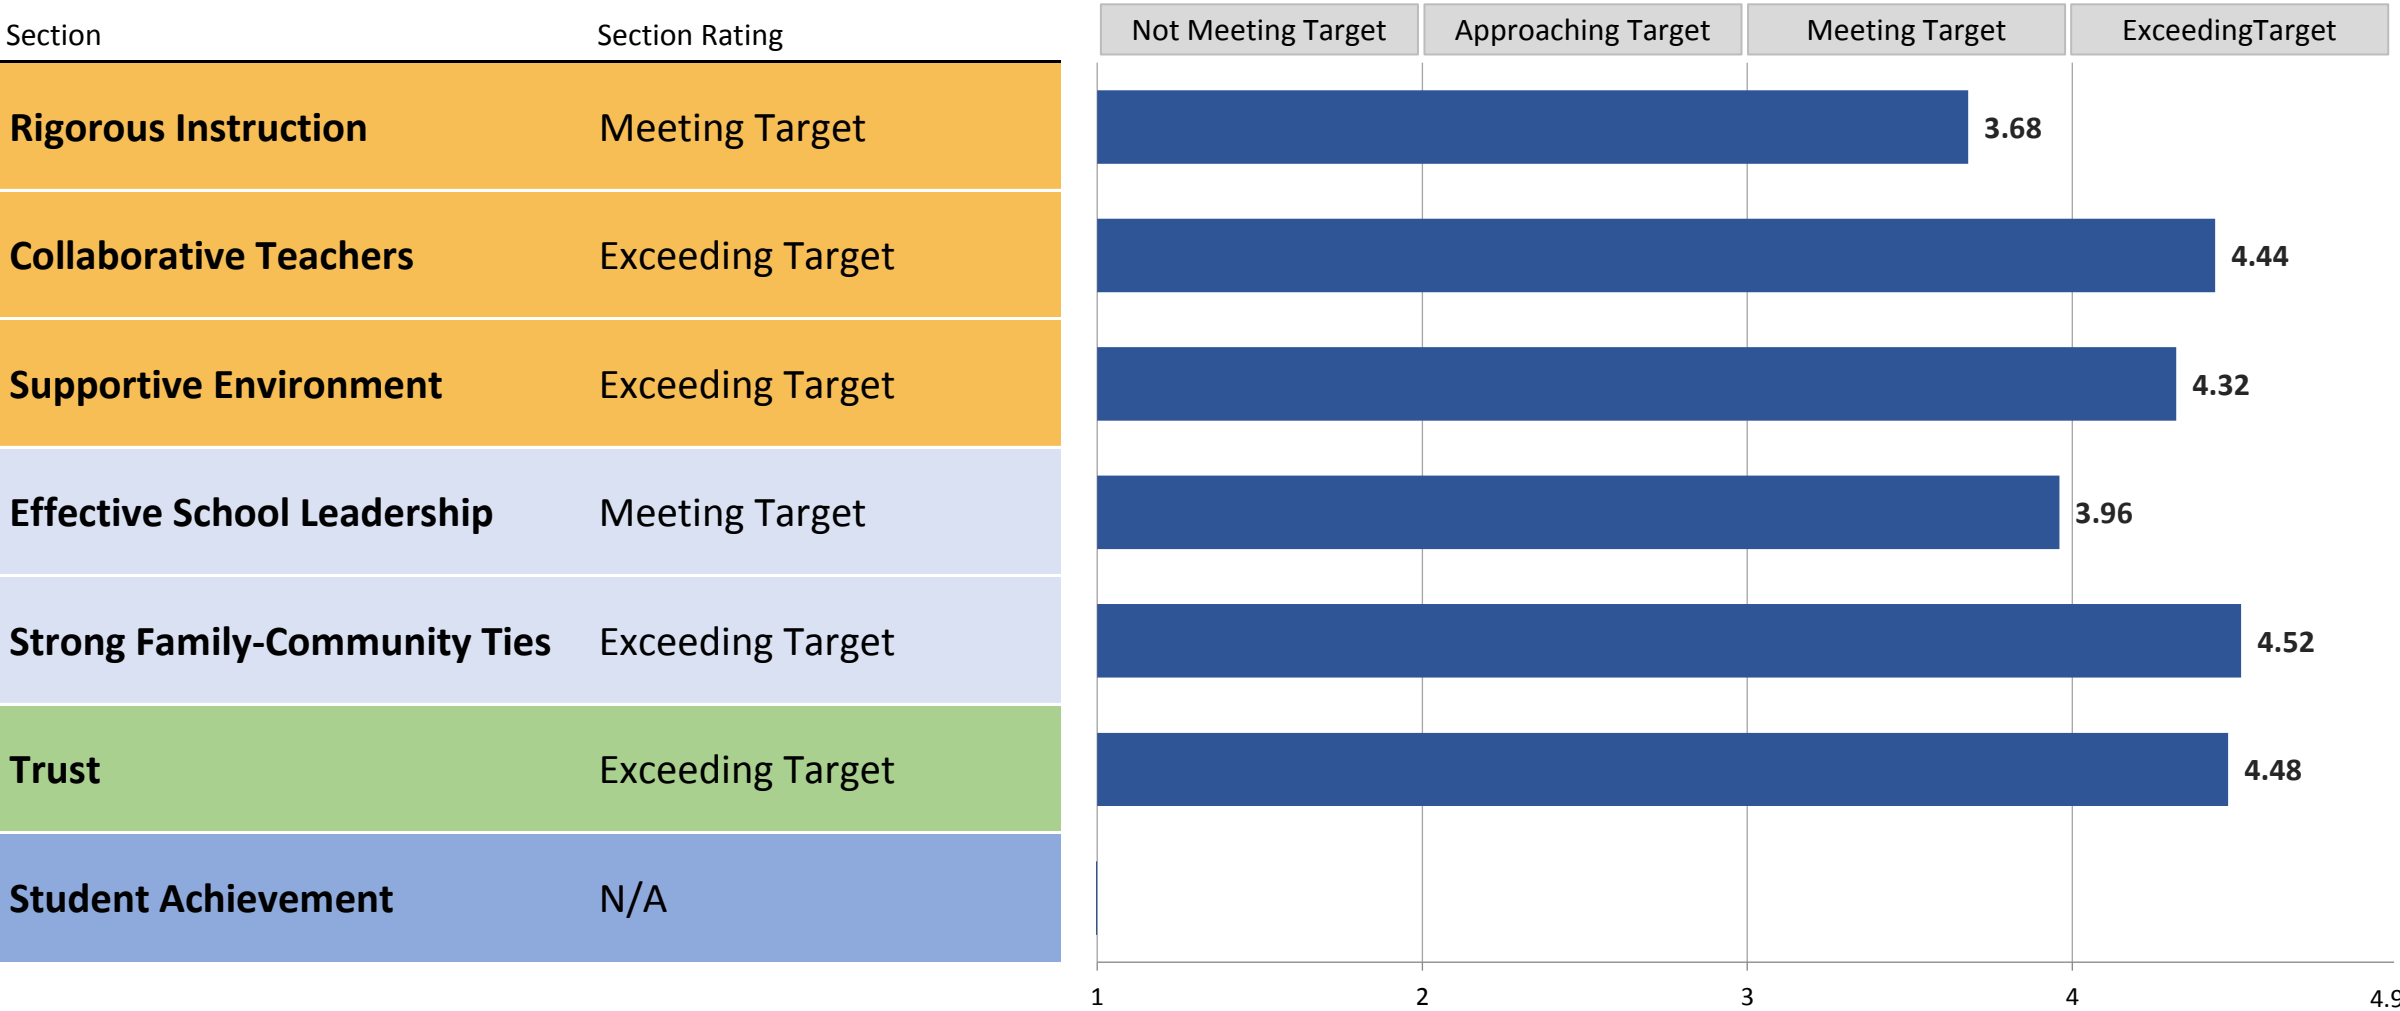 Section Section Rating Not Meeting Target Approaching Target Meeting Target ExceedingTarget
Rigorous Instruction Meeting Target 3.68
Collaborative Teachers Exceeding Target 4.44
Supportive Environment Exceeding Target 4.32
Effective School Leadership Meeting Target 3.96
Strong Family-Community Ties Exceeding Target 4.52
Trust Exceeding Target 4.48
Student Achievement N/A
1 2 3 4 4.9